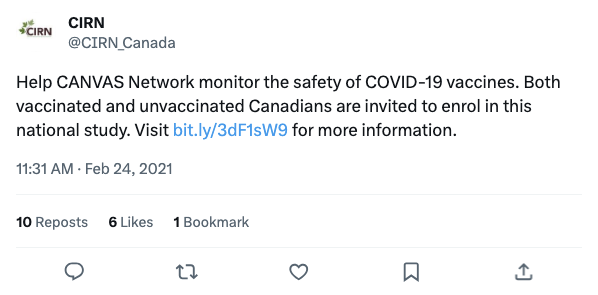 CIRN
CIRN
@CIRN_Canada
Help CANVAS Network monitor the safety of COVID-19 vaccines. Both
vaccinated and unvaccinated Canadians are invited to enrol in this
national study. Visit bit.ly/3dF1sW9 for more information.
11:31 AM · Feb 24, 2021
10 Reposts 6 Likes 1 Bookmark